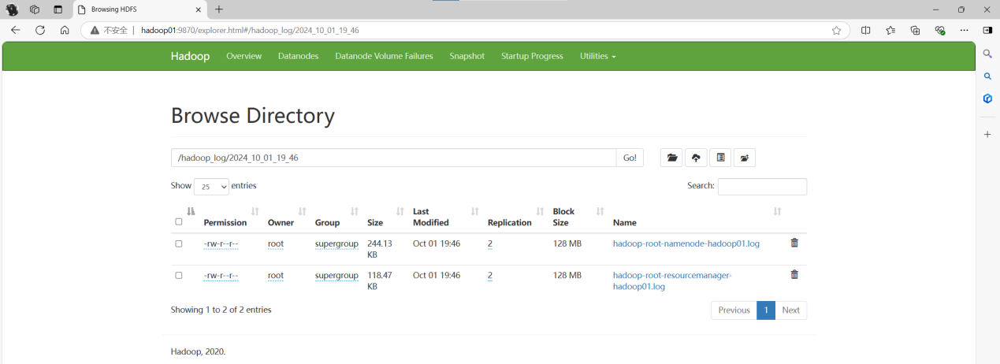 Browsing HDFS
不安全 | hadoop01:9870/explorer.html#/hadoop_log/2024_10_01_19_46
Hadoop Overview Datanodes Datanode Volume Failures Snapshot Startup Progress Utilities
Browse Directory
/hadoop_log/2024_10_01_19_46 Go!
Show 25 entries Search:
Permission Owner Group Size Last Modified Replication Block Size Name
-rw-r--r-- root supergroup 244.13 KB Oct 01 19:46 2 128 MB hadoop-root-namenode-hadoop01.log
-rw-r--r-- root supergroup 118.47 KB Oct 01 19:46 2 128 MB hadoop-root-resourcemanager-hadoop01.log
Showing 1 to 2 of 2 entries Previous 1 Next
Hadoop, 2020.